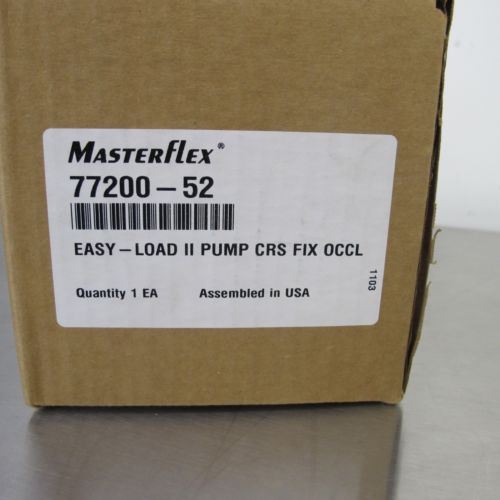 MASTERFLEX®
77200-52
EASY-LOAD II PUMP CRS FIX OCCL
Quantity 1 EA Assembled in USA
1103